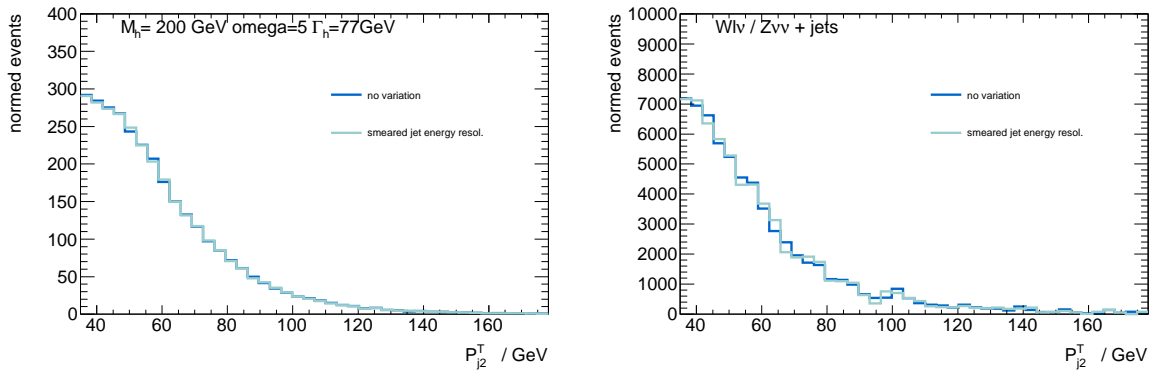 M_h= 200 GeV omega=5 Γ_h=77GeV
normed events
400
350
300
250
200
150
100
50
0
no variation
smeared jet energy resol.
40 60 80 100 120 140 160
P^T_j2 / GeV
Wlν / Zνν + jets
normed events
10000
9000
8000
7000
6000
5000
4000
3000
2000
1000
0
no variation
smeared jet energy resol.
40 60 80 100 120 140 160
P^T_j2 / GeV